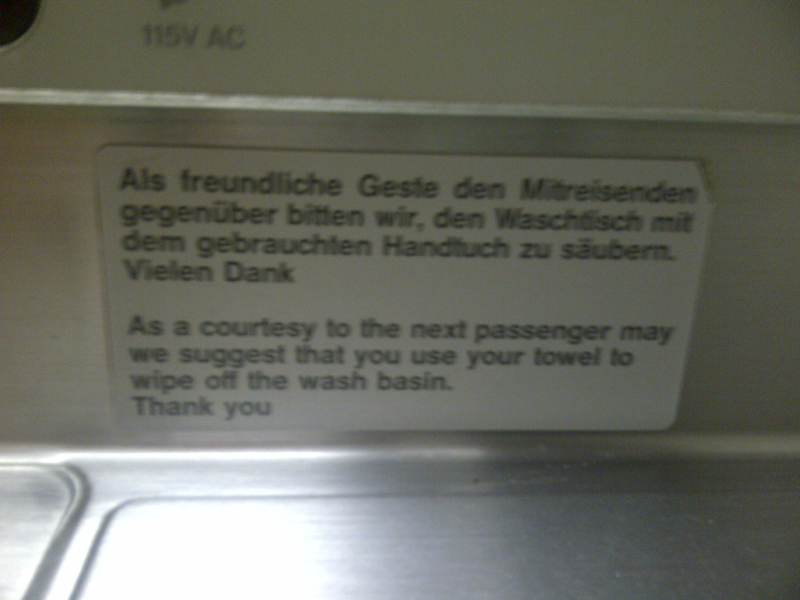 115V AC
Als freundliche Geste den Mitreisenden
gegenüber bitten wir, den Waschtisch mit
dem gebrauchten Handtuch zu säubern.
Vielen Dank
As a courtesy to the next passenger may
we suggest that you use your towel to
wipe off the wash basin.
Thank you